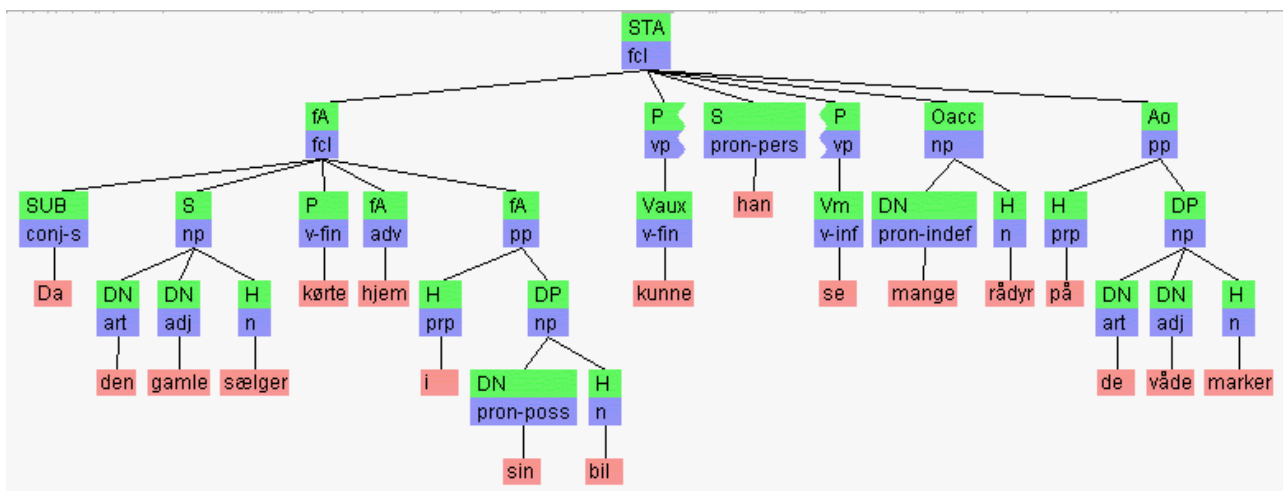 STA
fcl
fA P S P Oacc Ao
fcl vp pron-pers vp np pp
SUB S P fA fA Vaux han Vm DN H H DP
conj-s np v-fin adv pp v-fin v-inf pron-indef n prp np
Da DN DN H kørte hjem H DP kunne se mange rådyr på DN DN H
art adj n prp np art adj n
den gamle sælger i DN H de våde marker
pron-poss n
sin bil